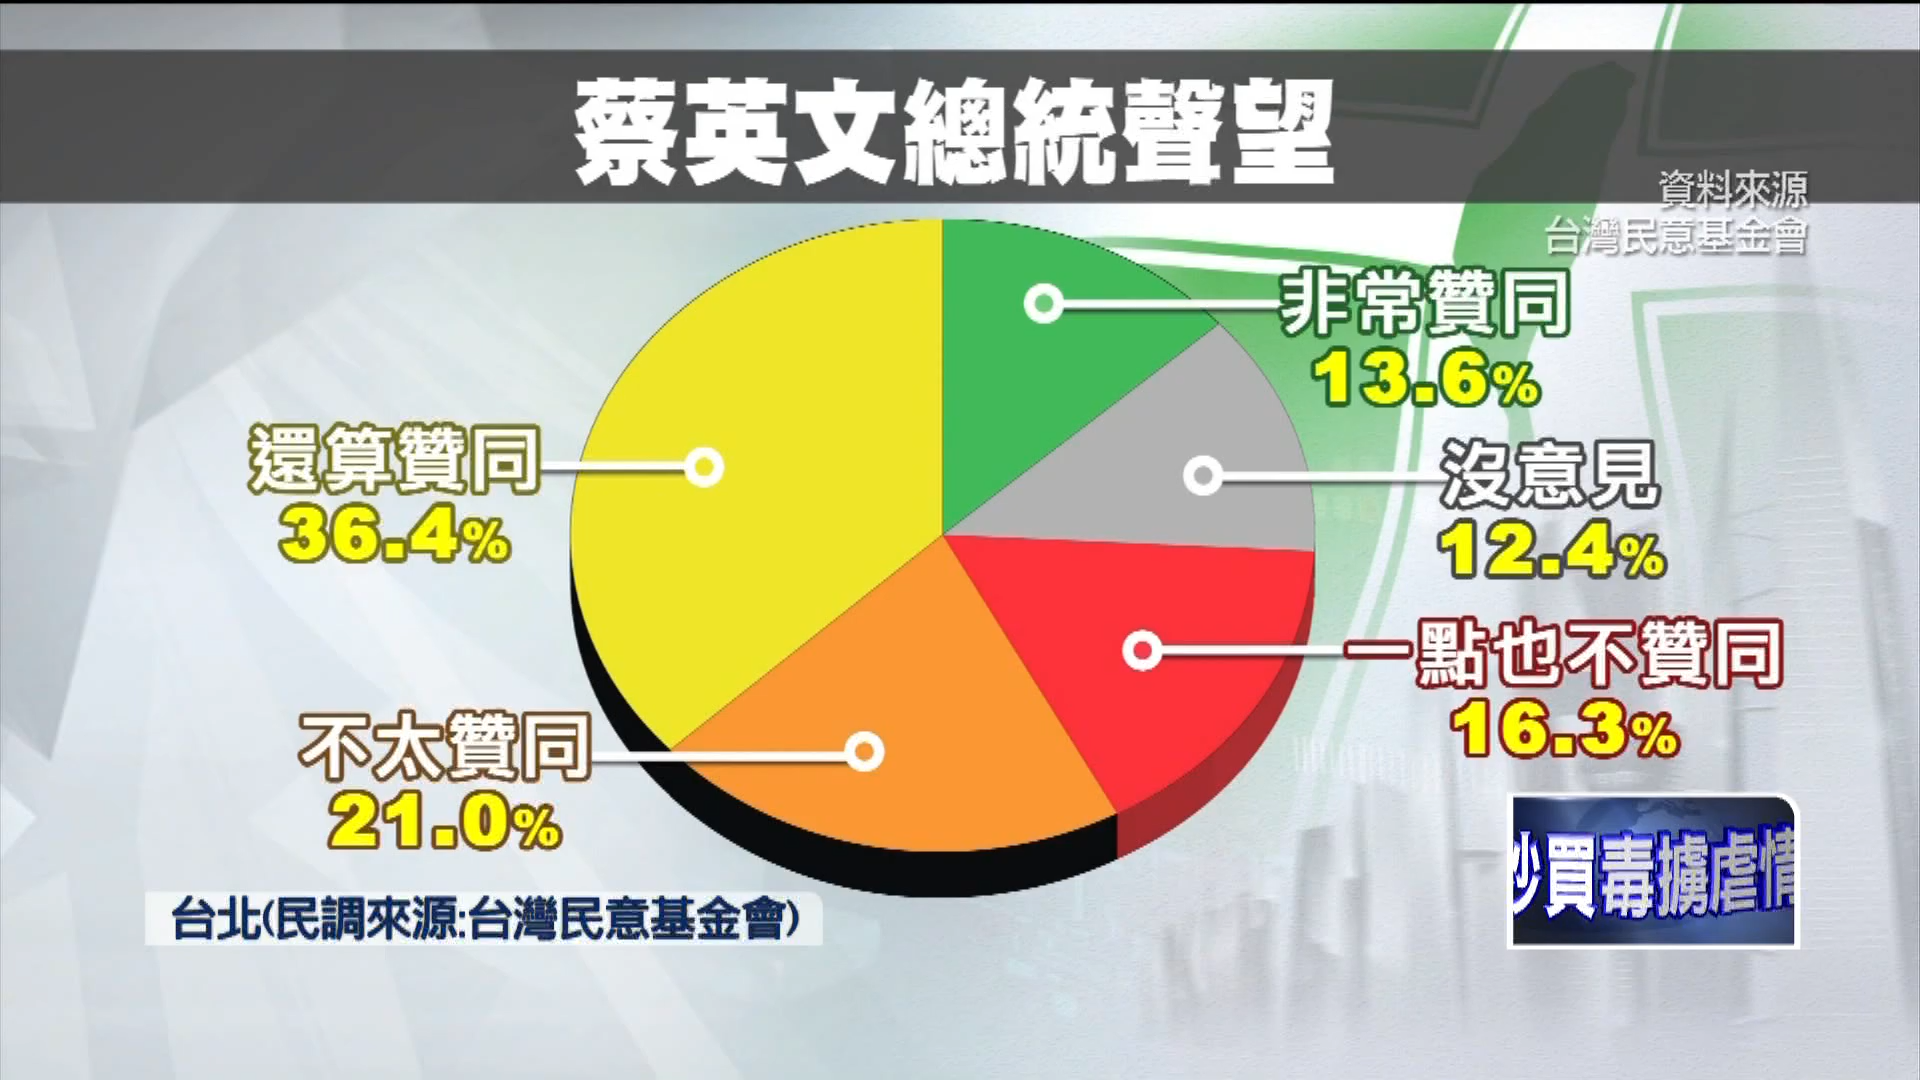 蔡英文總統聲望
資料來源
台灣民意基金會
非常贊同
13.6%
還算贊同
36.4%
沒意見
12.4%
一點也不贊同
16.3%
不太贊同
21.0%
台北(民調來源:台灣民意基金會)
買毒擄虐情